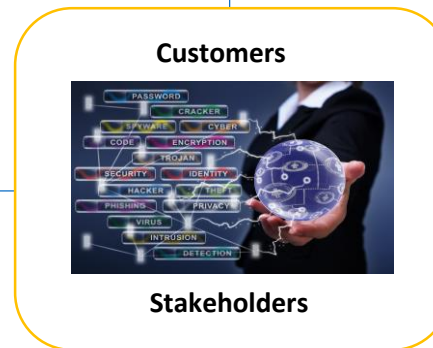 Customers
PASSWORD
CRACKER
SPYWARE CYBER
CODE ENCRYPTION
TROJAN
SECURITY IDENTITY
HACKER THEFT
PHISHING PRIVACY
VIRUS
INTRUSION
DETECTION
Stakeholders